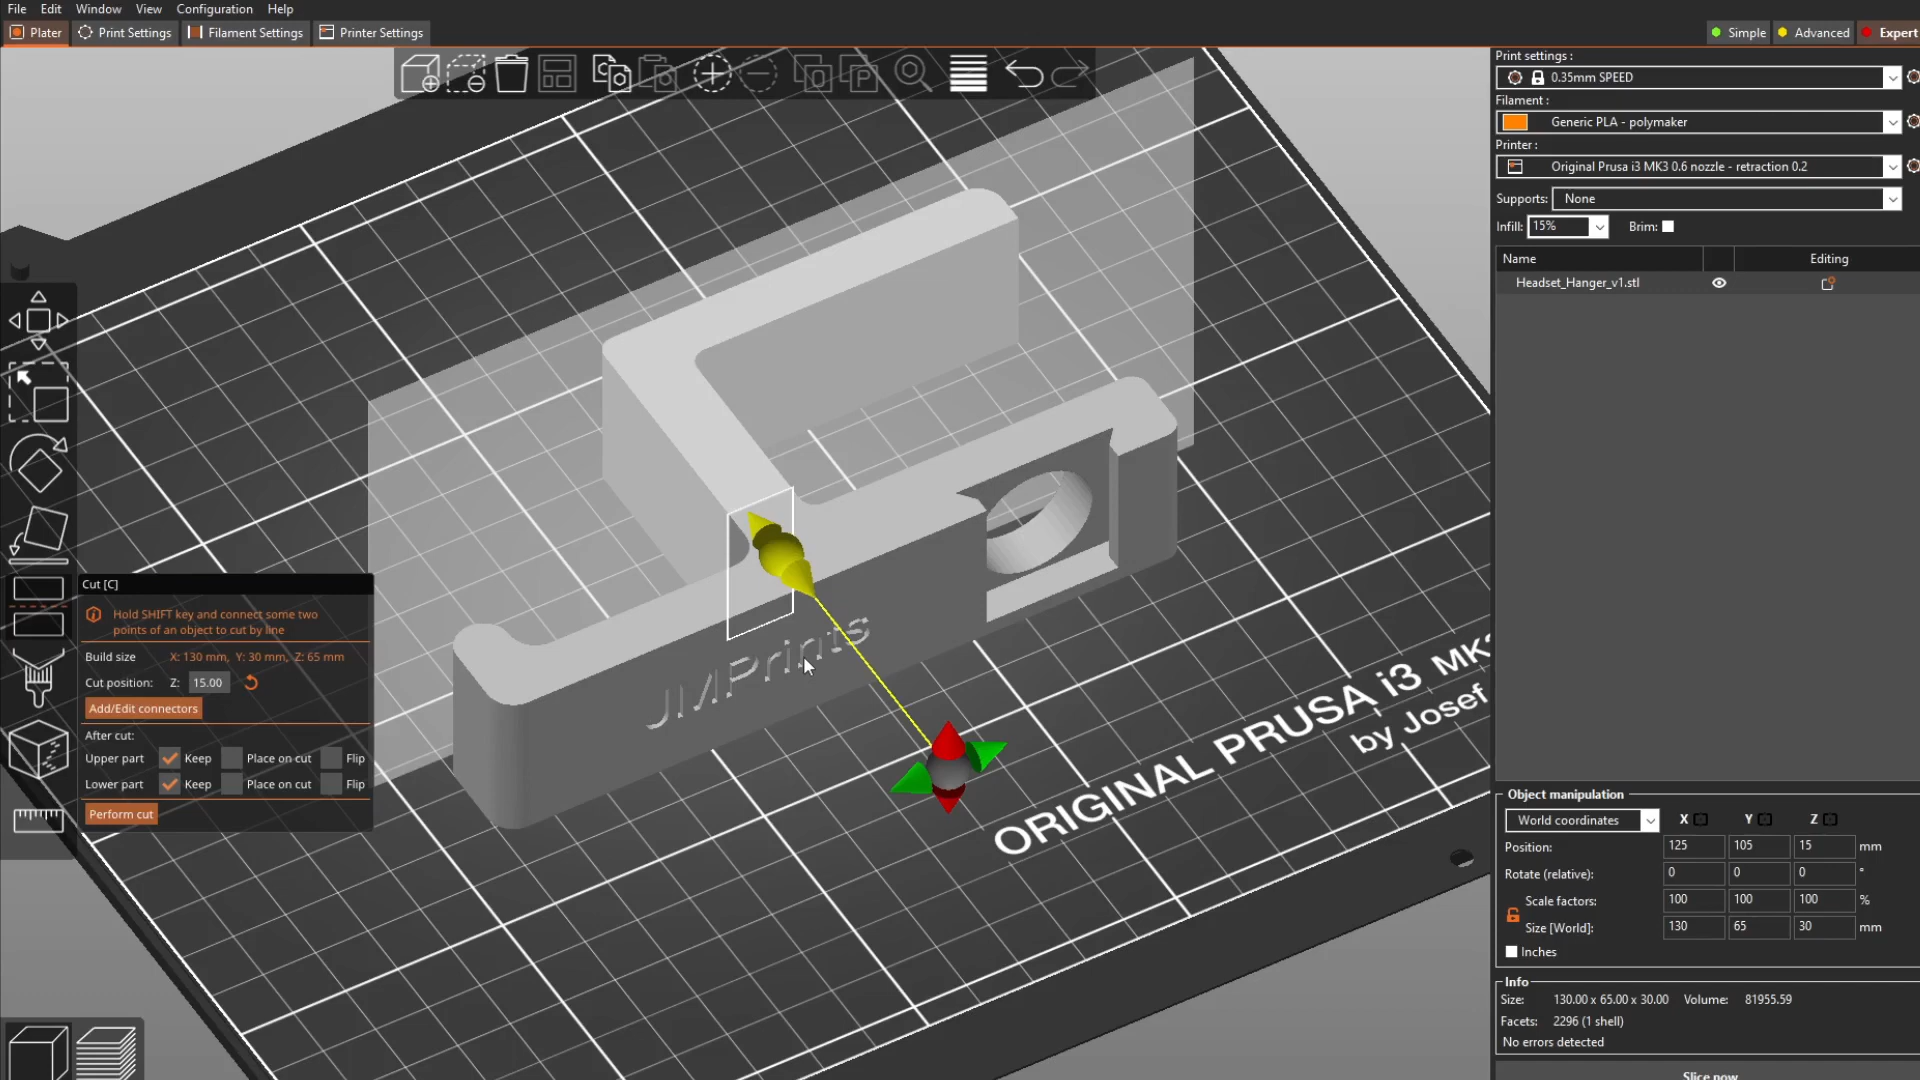 File Edit Window View Configuration Help
Plater Print Settings Filament Settings Printer Settings
Simple Advanced Expert
Print settings :
0.35mm SPEED
Filament :
Generic PLA - polymaker
Printer :
Original Prusa i3 MK3 0.6 nozzle - retraction 0.2
Supports: None
Infill: 15% Brim:
Name Editing
Headset_Hanger_v1.stl
JMPrints
ORIGINAL PRUSA i3 MK3
by Josef
Cut [C]
Hold SHIFT key and connect some two
points of an object to cut by line
Build size X: 130 mm, Y: 30 mm, Z: 65 mm
Cut position: Z: 15.00
Add/Edit connectors
After cut:
Upper part Keep Place on cut Flip
Lower part Keep Place on cut Flip
Perform cut
Object manipulation
World coordinates X Y Z
Position: 125 105 15 mm
Rotate (relative): 0 0 0 °
Scale factors: 100 100 100 %
Size [World]: 130 65 30 mm
Inches
Info
Size: 130.00 x 65.00 x 30.00 Volume: 81955.59
Facets: 2296 (1 shell)
No errors detected
Slice now